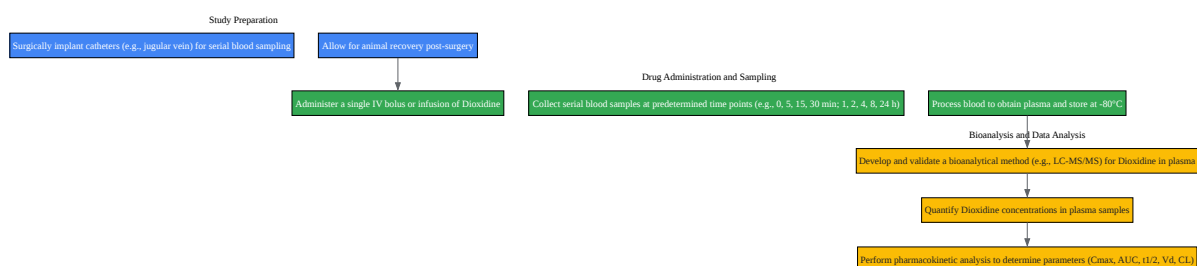 Study Preparation
Surgically implant catheters (e.g., jugular vein) for serial blood sampling
Allow for animal recovery post-surgery
Drug Administration and Sampling
Administer a single IV bolus or infusion of Dioxidine
Collect serial blood samples at predetermined time points (e.g., 0, 5, 15, 30 min; 1, 2, 4, 8, 24 h)
Process blood to obtain plasma and store at -80°C
Bioanalysis and Data Analysis
Develop and validate a bioanalytical method (e.g., LC-MS/MS) for Dioxidine in plasma
Quantify Dioxidine concentrations in plasma samples
Perform pharmacokinetic analysis to determine parameters (Cmax, AUC, t1/2, Vd, CL)